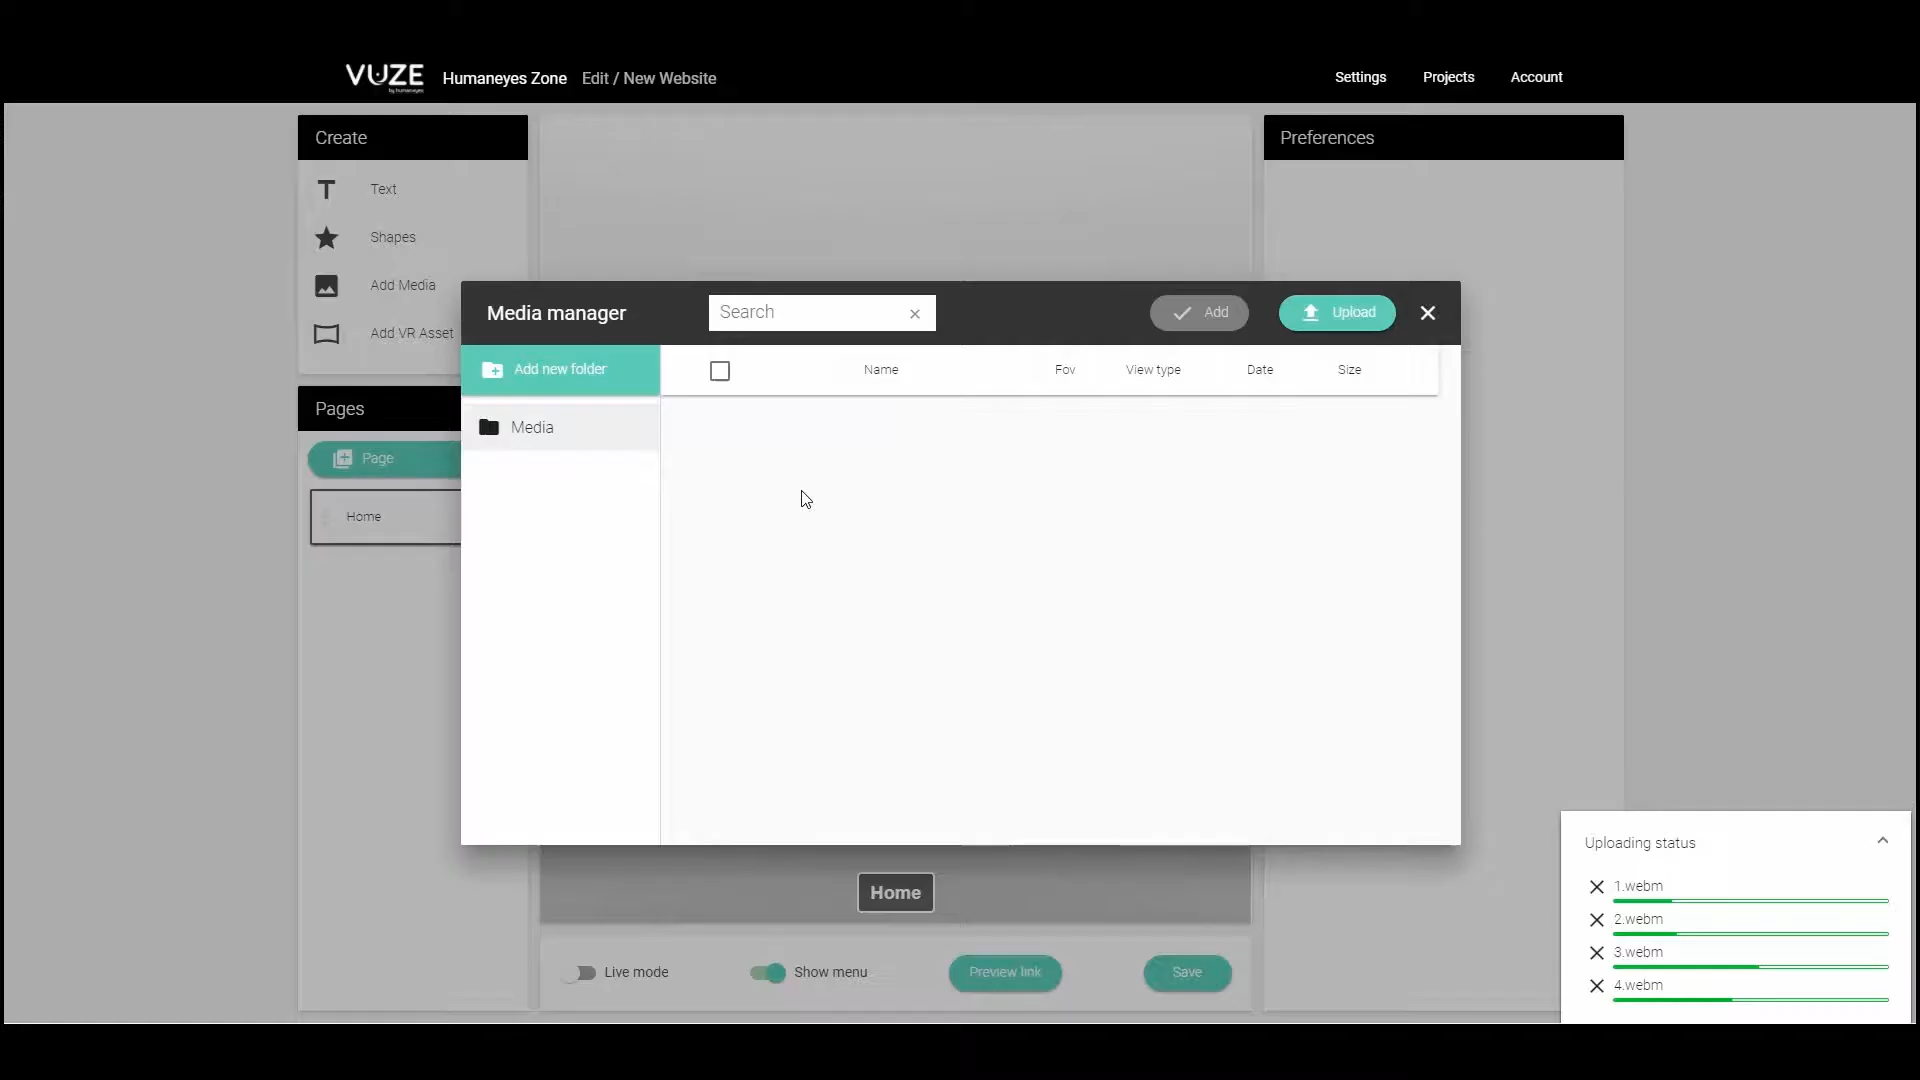 VUZE
by humaneyes
Humaneyes Zone
Edit / New Website
Settings
Projects
Account
Create
Text
Shapes
Add Media
Add VR Asset
Pages
Page
Home
Preferences
Media manager
Search
Add
Upload
Add new folder
Name
Fov
View type
Date
Size
Media
Home
Live mode
Show menu
Preview link
Save
Uploading status
1.webm
2.webm
3.webm
4.webm